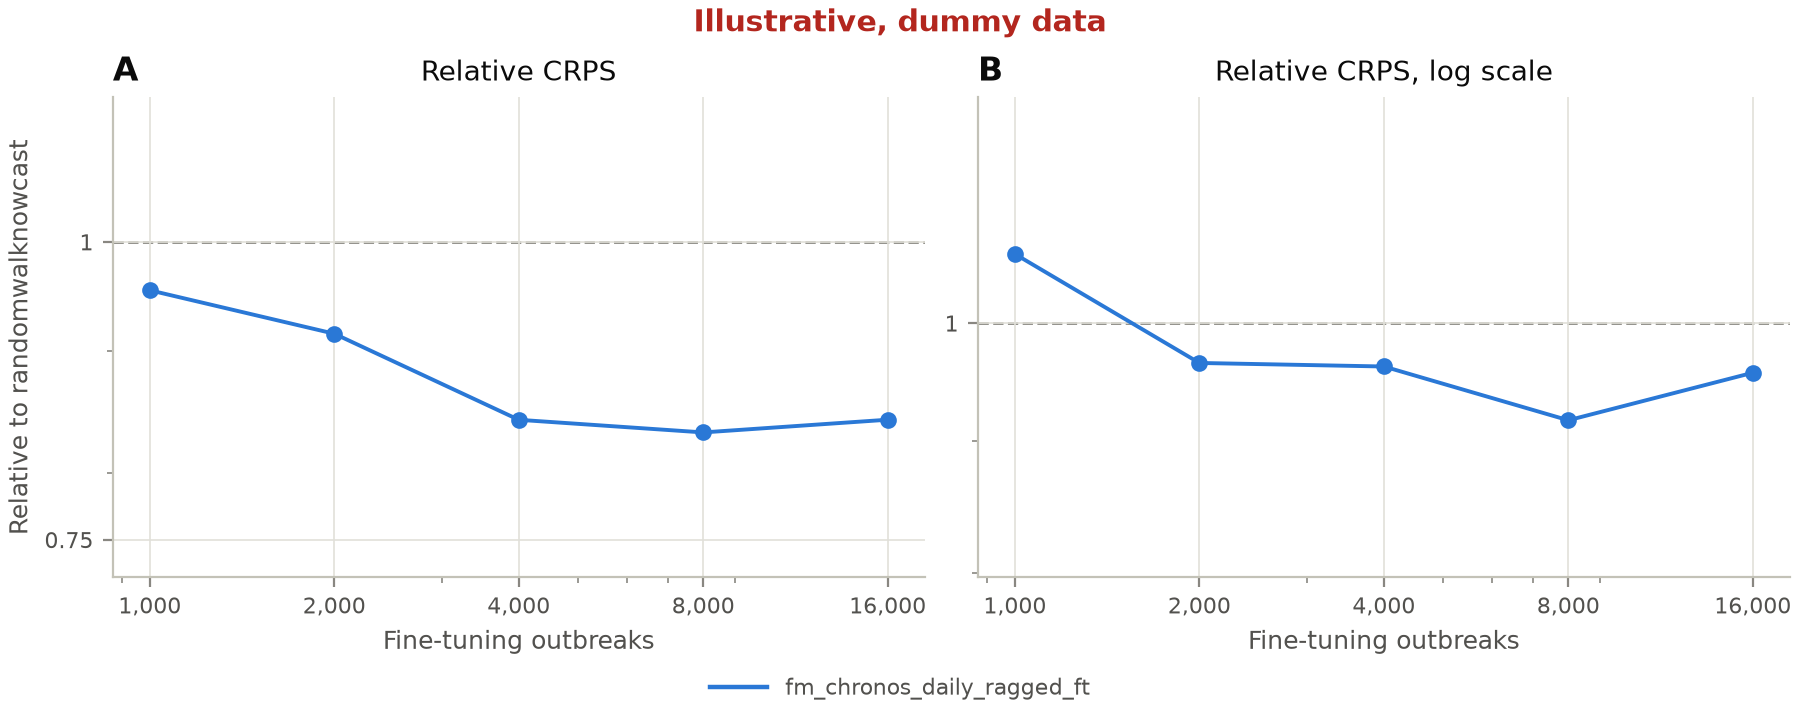 Illustrative, dummy data
A
Relative CRPS
Relative to randomwalknowcast
1
0.75
1,000
2,000
4,000
8,000
16,000
Fine-tuning outbreaks
B
Relative CRPS, log scale
1
1,000
2,000
4,000
8,000
16,000
Fine-tuning outbreaks
fm_chronos_daily_ragged_ft